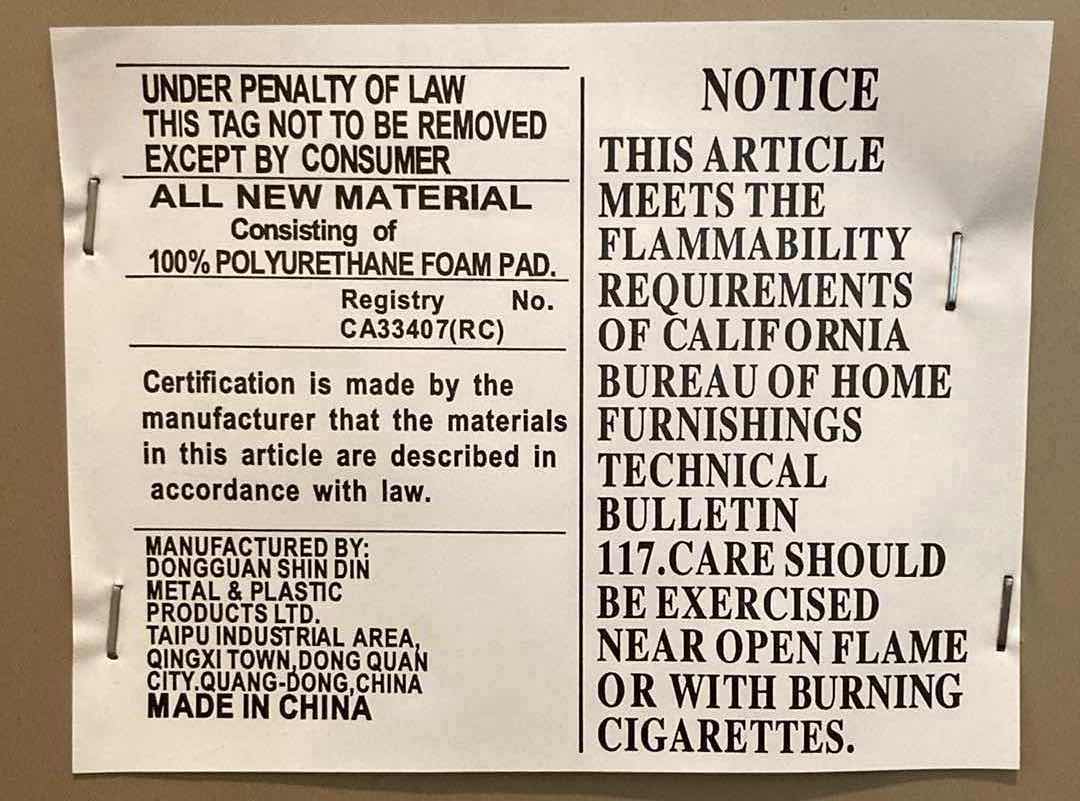 UNDER PENALTY OF LAW
THIS TAG NOT TO BE REMOVED
EXCEPT BY CONSUMER
ALL NEW MATERIAL
Consisting of
100% POLYURETHANE FOAM PAD.
Registry No.
CA33407(RC)
Certification is made by the
manufacturer that the materials
in this article are described in
accordance with law.
MANUFACTURED BY:
DONGGUAN SHIN DIN
METAL & PLASTIC
PRODUCTS LTD.
TAIPU INDUSTRIAL AREA,
QINGXI TOWN,DONG QUAN
CITY.QUANG-DONG,CHINA
MADE IN CHINA
NOTICE
THIS ARTICLE
MEETS THE
FLAMMABILITY
REQUIREMENTS
OF CALIFORNIA
BUREAU OF HOME
FURNISHINGS
TECHNICAL
BULLETIN
117.CARE SHOULD
BE EXERCISED
NEAR OPEN FLAME
OR WITH BURNING
CIGARETTES.